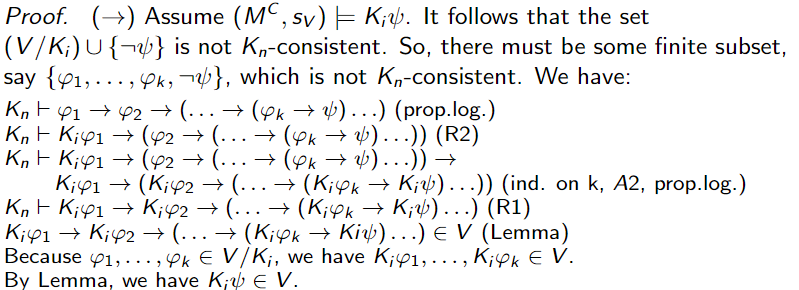 Proof. (→) Assume (M^C, s_V) ⊨ K_iψ. It follows that the set
(V/K_i) ∪ {¬ψ} is not K_n-consistent. So, there must be some finite subset,
say {φ_1, . . . , φ_k, ¬ψ}, which is not K_n-consistent. We have:
K_n ⊢ φ_1 → φ_2 → (. . . → (φ_k → ψ) . . .) (prop.log.)
K_n ⊢ K_iφ_1 → (φ_2 → (. . . → (φ_k → ψ) . . .)) (R2)
K_n ⊢ K_iφ_1 → (φ_2 → (. . . → (φ_k → ψ) . . .)) →
K_iφ_1 → (K_iφ_2 → (. . . → (K_iφ_k → K_iψ) . . .)) (ind. on k, A2, prop.log.)
K_n ⊢ K_iφ_1 → K_iφ_2 → (. . . → (K_iφ_k → K_iψ) . . .) (R1)
K_iφ_1 → K_iφ_2 → (. . . → (K_iφ_k → Kiψ) . . .) ∈ V (Lemma)
Because φ_1, . . . , φ_k ∈ V/K_i, we have K_iφ_1, . . . , K_iφ_k ∈ V.
By Lemma, we have K_iψ ∈ V.